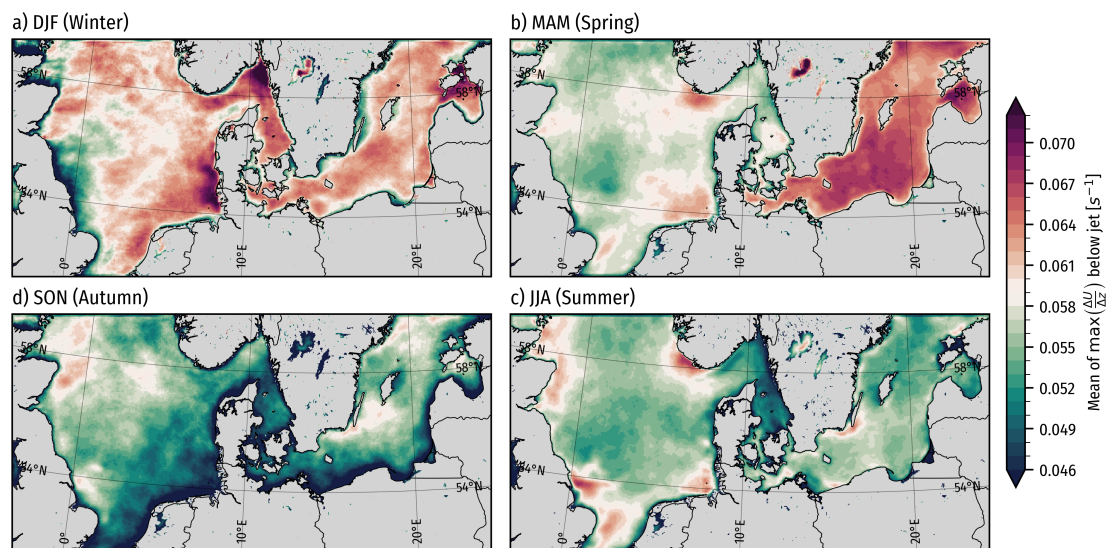 a) DJF (Winter)
58°N
58°N
54°N
54°N
0°
10°E
20°E
b) MAM (Spring)
58°N
58°N
54°N
54°N
0°
10°E
20°E
d) SON (Autumn)
58°N
58°N
54°N
54°N
0°
10°E
20°E
c) JJA (Summer)
58°N
58°N
54°N
54°N
0°
10°E
20°E
0.070
0.067
0.064
0.061
0.058
0.055
0.052
0.049
0.046
Mean of max(ΔU/Δz) below jet [s⁻¹]